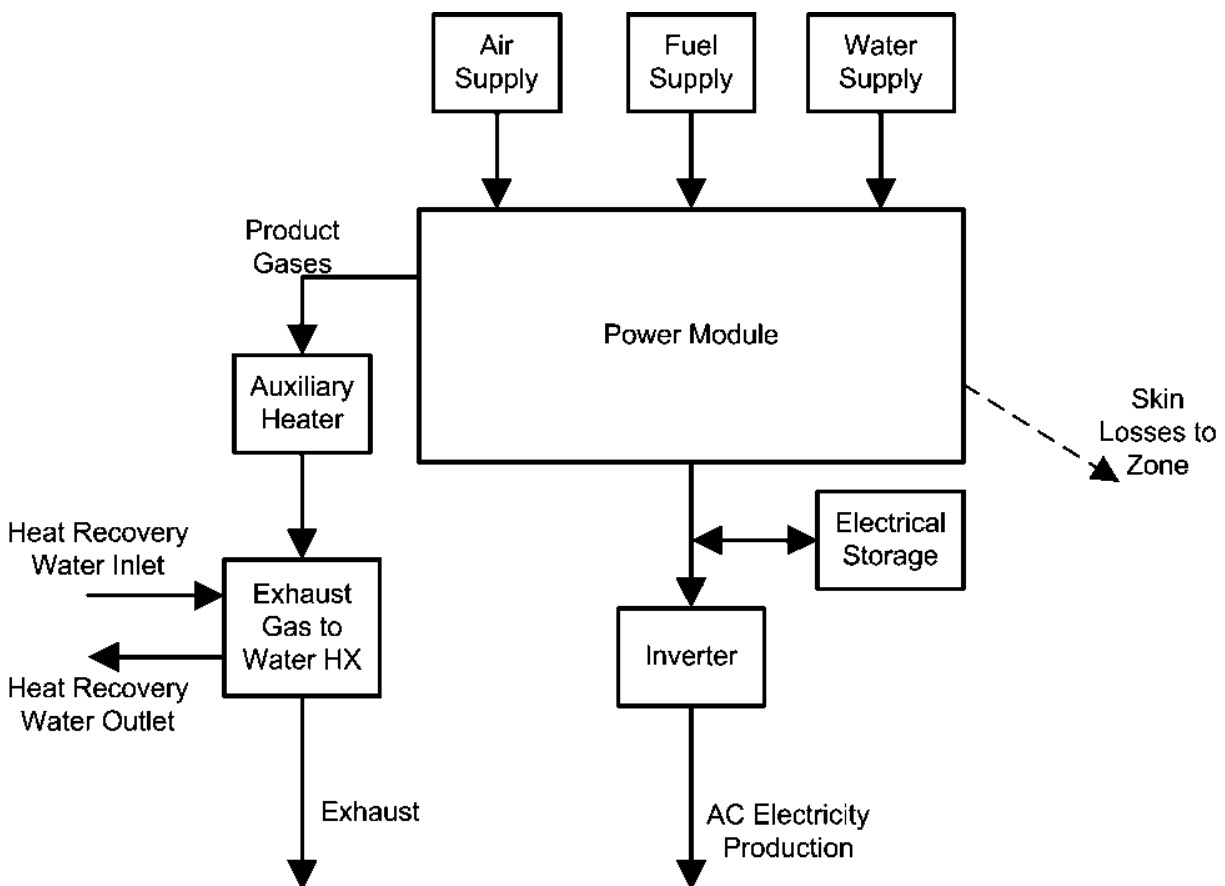 Air
Supply
Fuel
Supply
Water
Supply
Product
Gases
Power Module
Auxiliary
Heater
Skin
Losses to
Zone
Heat Recovery
Water Inlet
Electrical
Storage
Exhaust
Gas to
Water HX
Inverter
Heat Recovery
Water Outlet
Exhaust
AC Electricity
Production